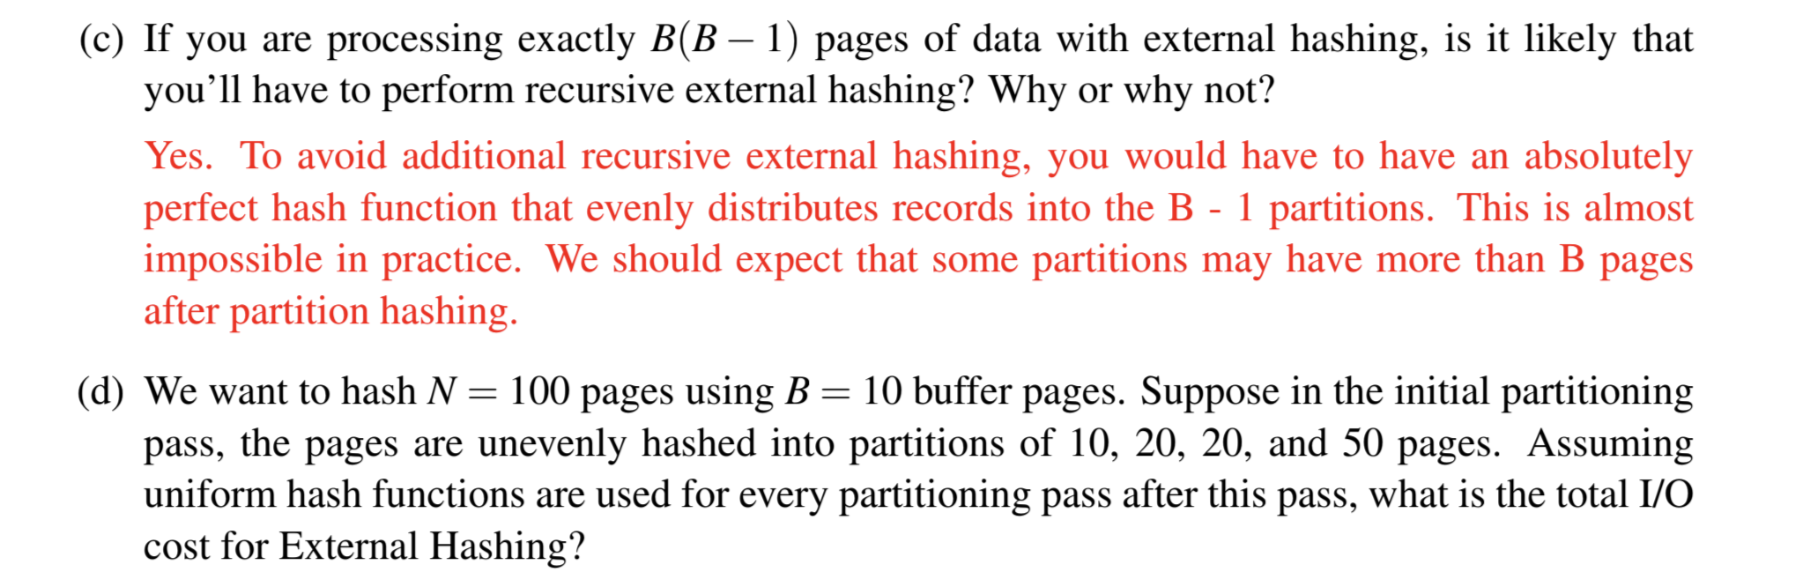 (c) If you are processing exactly B(B − 1) pages of data with external hashing, is it likely that
you’ll have to perform recursive external hashing? Why or why not?
Yes. To avoid additional recursive external hashing, you would have to have an absolutely
perfect hash function that evenly distributes records into the B - 1 partitions. This is almost
impossible in practice. We should expect that some partitions may have more than B pages
after partition hashing.
(d) We want to hash N = 100 pages using B = 10 buffer pages. Suppose in the initial partitioning
pass, the pages are unevenly hashed into partitions of 10, 20, 20, and 50 pages. Assuming
uniform hash functions are used for every partitioning pass after this pass, what is the total I/O
cost for External Hashing?